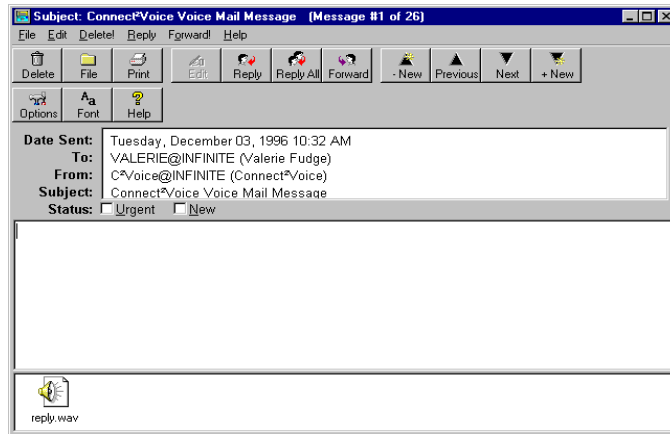 Subject: Connect²Voice Voice Mail Message   (Message #1 of 26)
File Edit Delete! Reply Forward! Help
Delete File Print Edit Reply Reply All Forward - New Previous Next + New
Options Font Help
Date Sent: Tuesday, December 03, 1996 10:32 AM
To: VALERIE@INFINITE (Valerie Fudge)
From: C²Voice@INFINITE (Connect²Voice)
Subject: Connect²Voice Voice Mail Message
Status: Urgent New
reply.wav